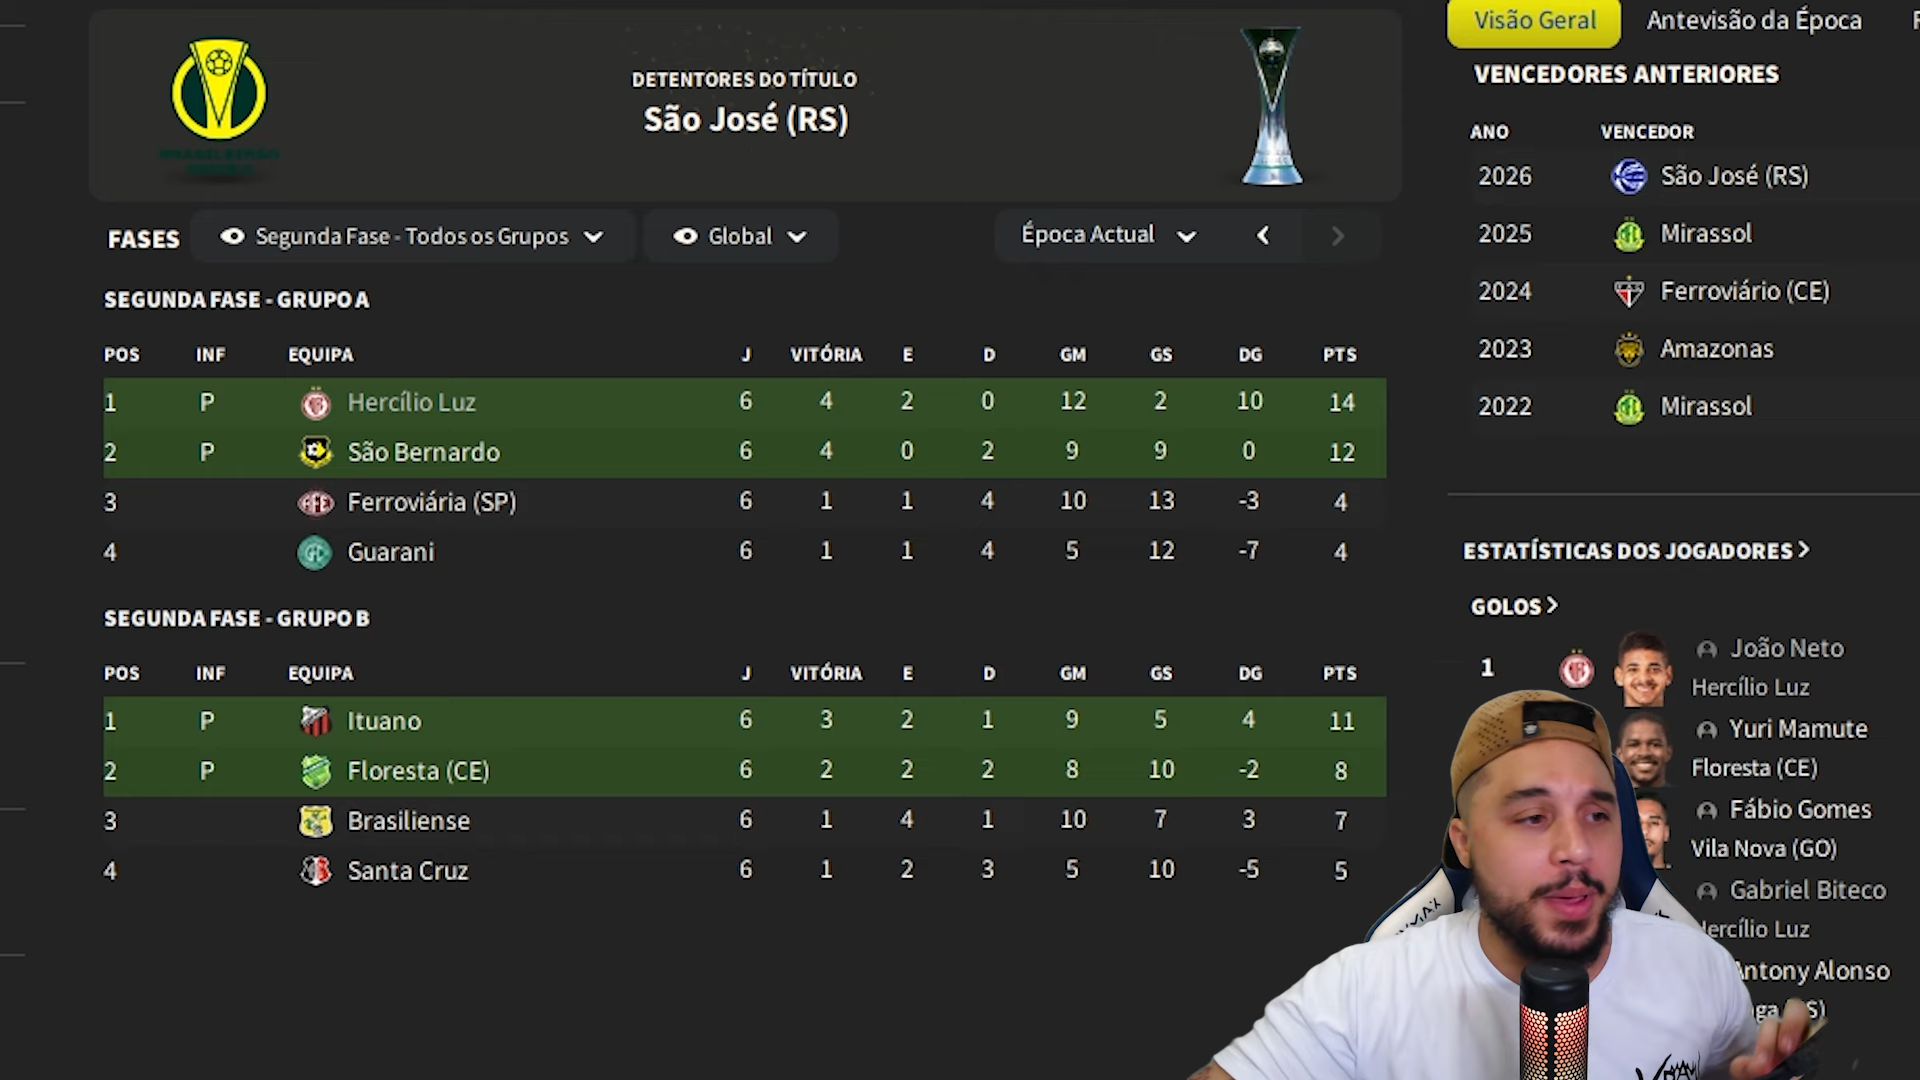 DETENTORES DO TÍTULO
São José (RS)
FASES Segunda Fase - Todos os Grupos Global Época Actual
SEGUNDA FASE - GRUPO A
POS INF EQUIPA J VITÓRIA E D GM GS DG PTS
1 P Hercílio Luz 6 4 2 0 12 2 10 14
2 P São Bernardo 6 4 0 2 9 9 0 12
3 Ferroviária (SP) 6 1 1 4 10 13 -3 4
4 Guarani 6 1 1 4 5 12 -7 4
SEGUNDA FASE - GRUPO B
POS INF EQUIPA J VITÓRIA E D GM GS DG PTS
1 P Ituano 6 3 2 1 9 5 4 11
2 P Floresta (CE) 6 2 2 2 8 10 -2 8
3 Brasiliense 6 1 4 1 10 7 3 7
4 Santa Cruz 6 1 2 3 5 10 -5 5
Visão Geral Antevisão da Época
VENCEDORES ANTERIORES
ANO VENCEDOR
2026 São José (RS)
2025 Mirassol
2024 Ferroviário (CE)
2023 Amazonas
2022 Mirassol
ESTATÍSTICAS DOS JOGADORES
GOLOS
1 João Neto
Hercílio Luz
Yuri Mamute
Floresta (CE)
Fábio Gomes
Vila Nova (GO)
Gabriel Biteco
Hercílio Luz
Antony Alonso